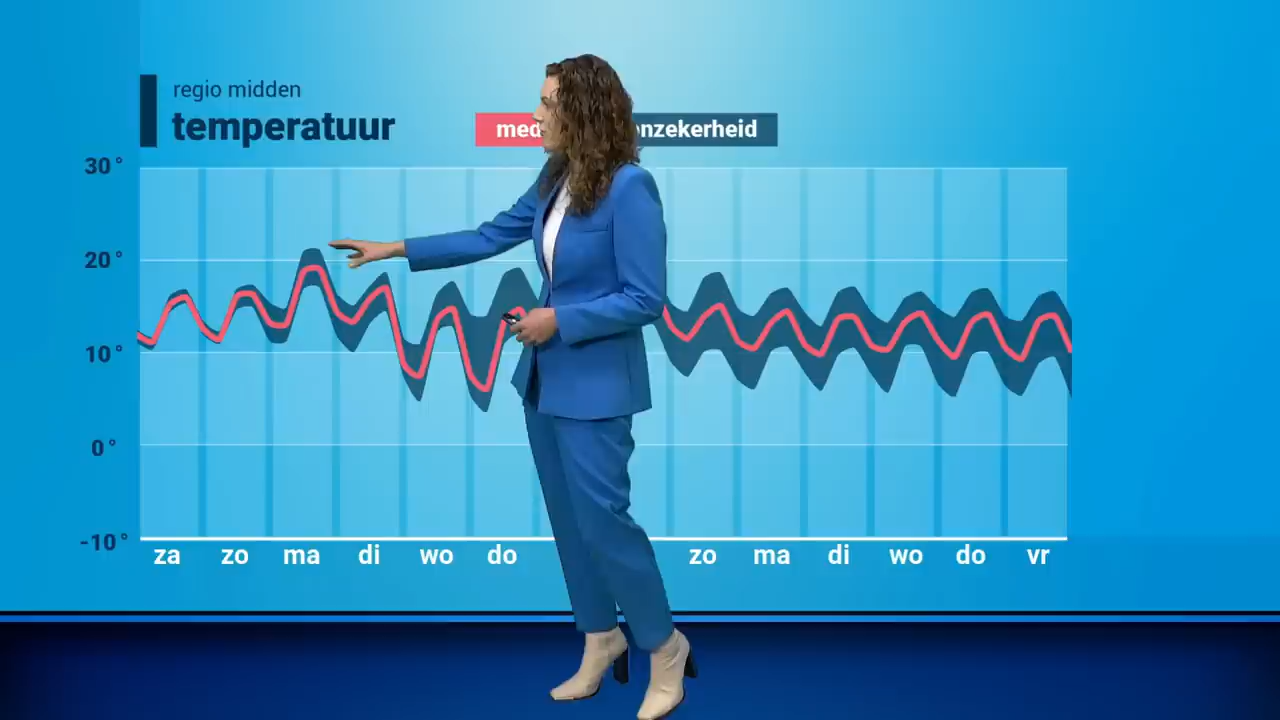 regio midden
temperatuur
med nzekerheid
30°
20°
10°
0°
-10°
za zo ma di wo do zo ma di wo do vr